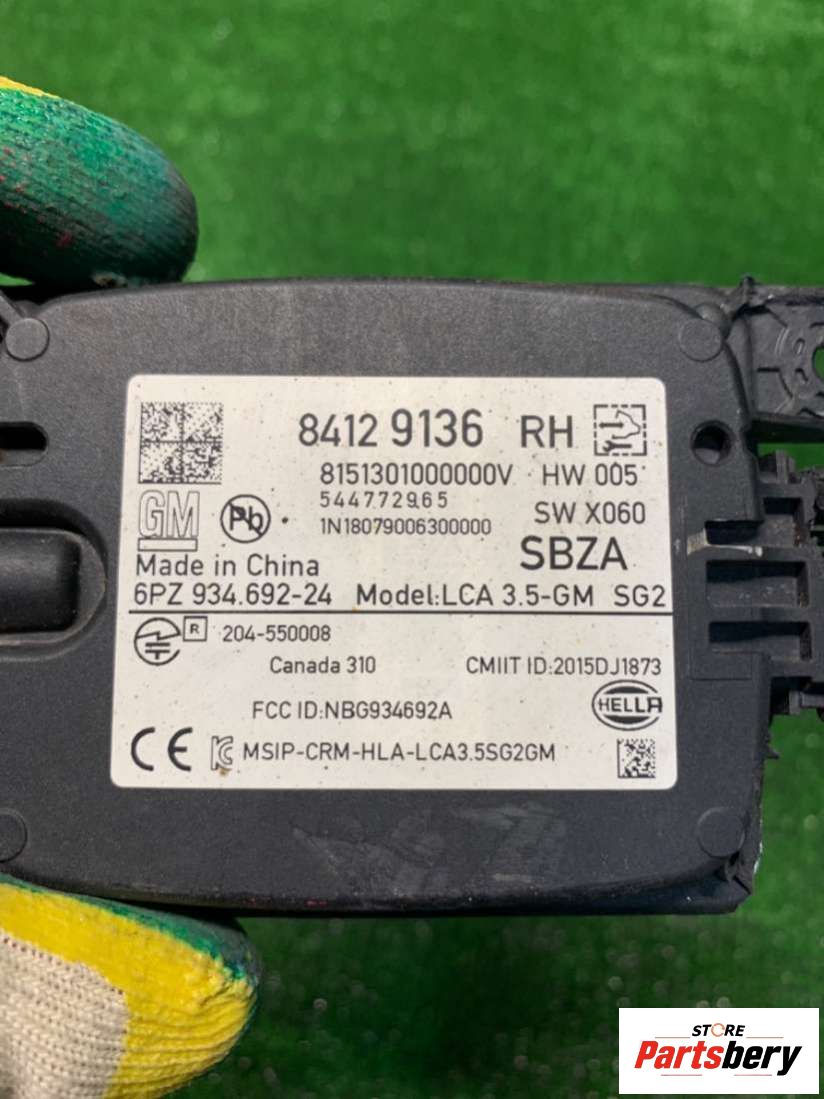 84129136 RH
8151301000000V HW 005
544772965
1N18079006300000 SW X060
GM
Pb
SBZA
Made in China
6PZ 934.692-24 Model:LCA 3.5-GM SG2
R 204-550008
Canada 310 CMIIT ID:2015DJ1873
FCC ID:NBG934692A
HELLA
CE MSIP-CRM-HLA-LCA3.5SG2GM
STORE
Partsbery